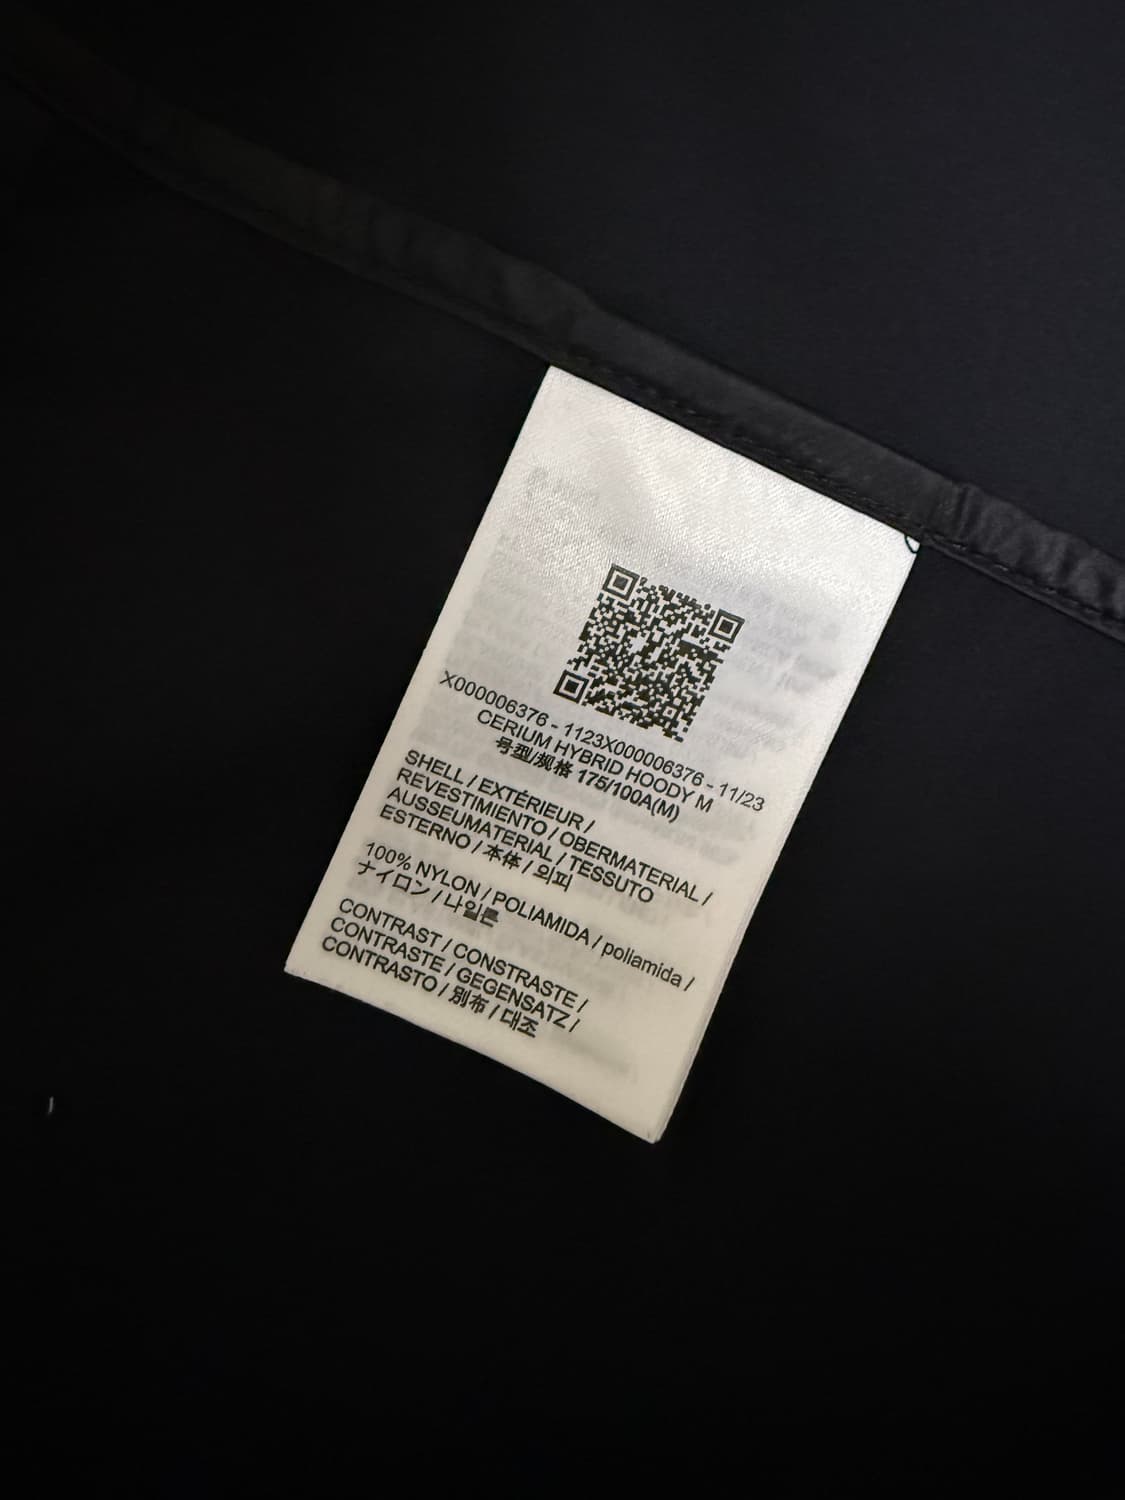 X000006376 - 1123X000006376 - 11/23
CERIUM HYBRID HOODY M
号型/规格 175/100A(M)
SHELL / EXTÉRIEUR /
REVESTIMIENTO / OBERMATERIAL /
AUSSEUMATERIAL / TESSUTO
ESTERNO / 本体 / 외피
100% NYLON / POLIAMIDA / poliamida /
ナイロン / 나일론
CONTRAST / CONSTRASTE /
CONTRASTE / GEGENSATZ /
CONTRASTO / 別布 / 대조